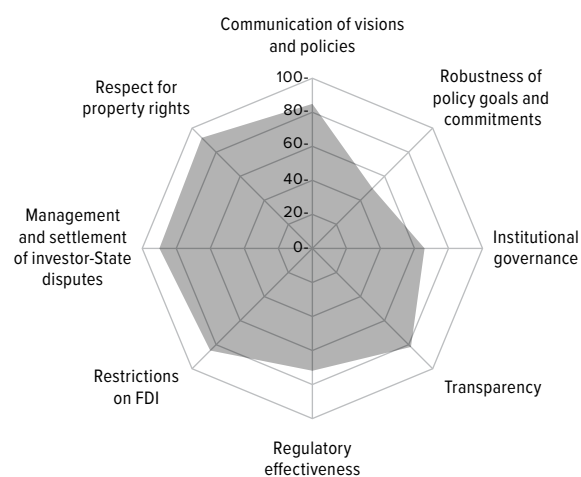 Communication of visions
and policies
Robustness of
policy goals and
commitments
Respect for
property rights
100-
80-
60-
40-
20-
0-
Management
and settlement
of investor-State
disputes
Institutional
governance
Restrictions
on FDI
Transparency
Regulatory
effectiveness